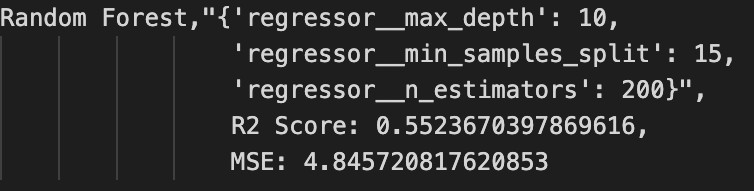 Random Forest,"{'regressor__max_depth': 10,
'regressor__min_samples_split': 15,
'regressor__n_estimators': 200}",
R2 Score: 0.5523670397869616,
MSE: 4.845720817620853